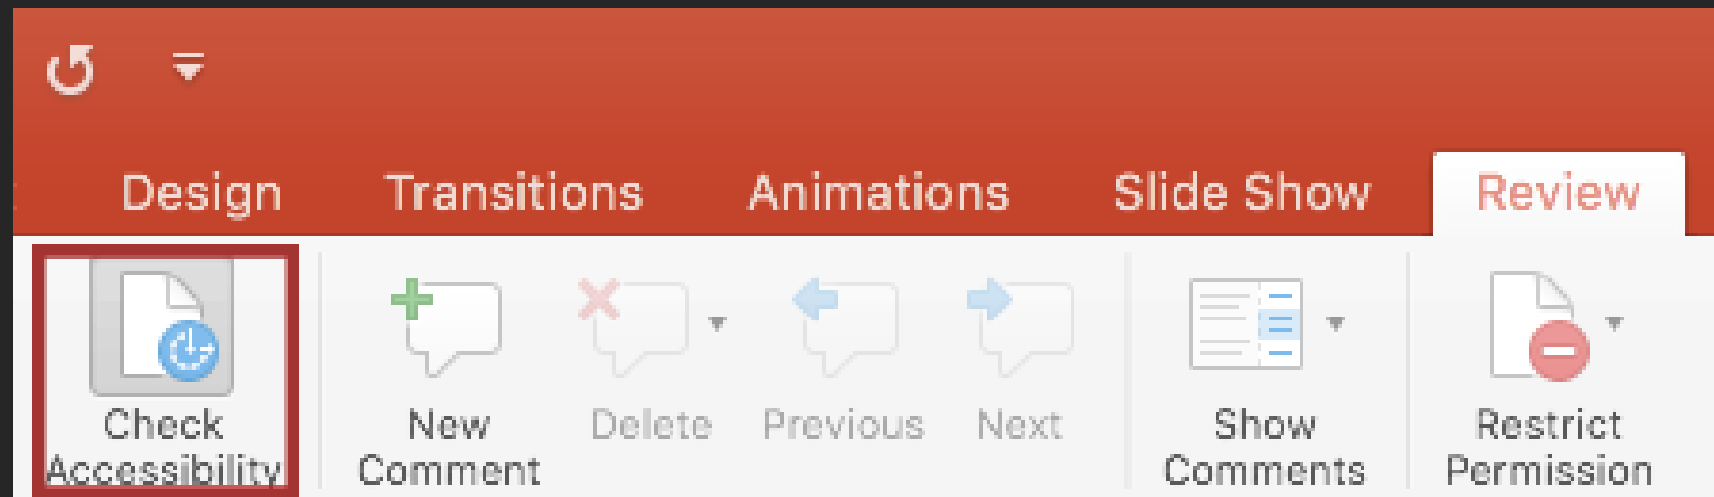 Design Transitions Animations Slide Show Review
Check Accessibility
New Comment
Delete
Previous
Next
Show Comments
Restrict Permission